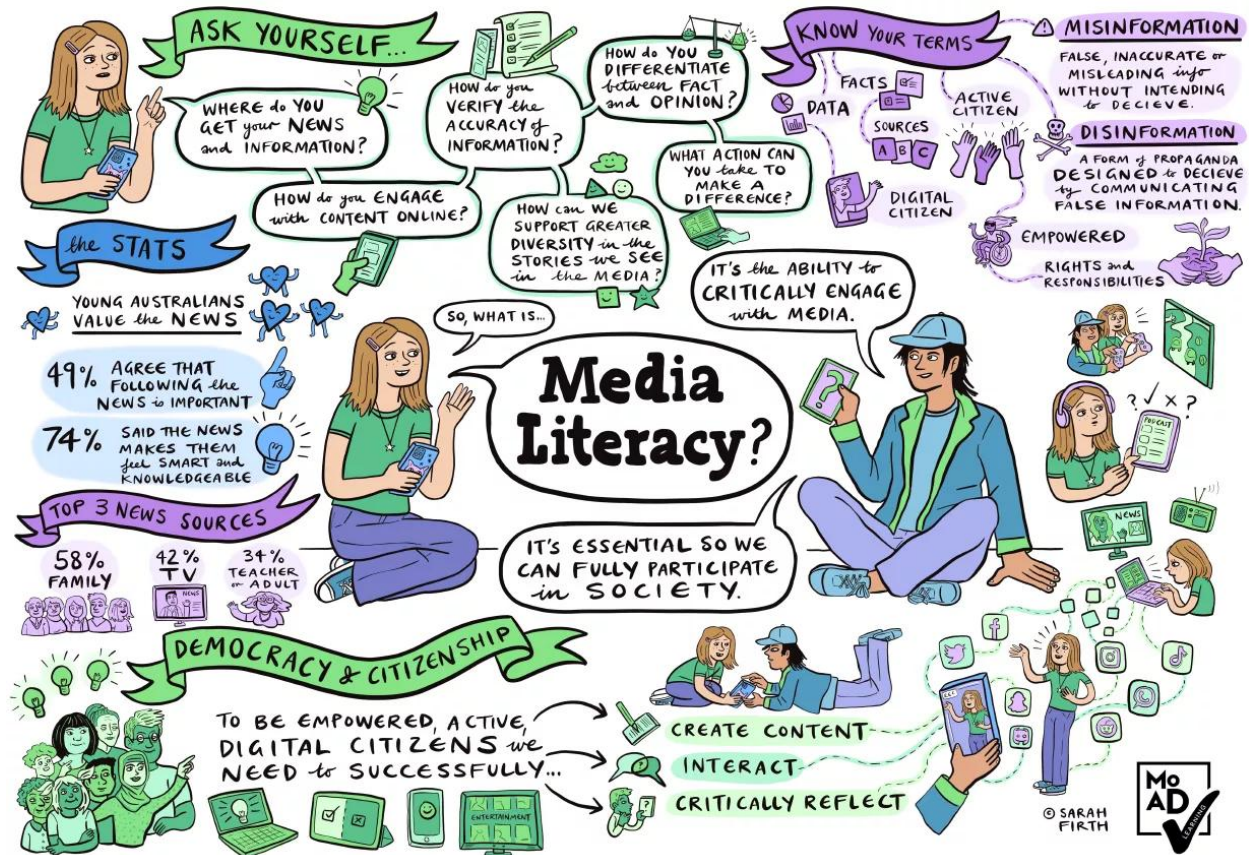 ASK YOURSELF...
WHERE do YOU
GET your NEWS
and INFORMATION?
HOW do you ENGAGE
with CONTENT ONLINE?
HOW do you
VERIFY the
ACCURACY of
INFORMATION?
HOW do YOU
DIFFERENTIATE
between FACT
and OPINION?
HOW can WE
SUPPORT GREATER
DIVERSITY in the
STORIES we SEE
in the MEDIA?
WHAT ACTION CAN
YOU take TO
MAKE A
DIFFERENCE?
KNOW YOUR TERMS
DATA
FACTS
SOURCES
A B C
ACTIVE
CITIZEN
DIGITAL
CITIZEN
EMPOWERED
RIGHTS and
RESPONSIBILITIES
MISINFORMATION
FALSE, INACCURATE or
MISLEADING info
WITHOUT INTENDING
to DECIEVE.
DISINFORMATION
A FORM of PROPAGANDA
DESIGNED to DECIEVE
by COMMUNICATING
FALSE INFORMATION.
the STATS
YOUNG AUSTRALIANS
VALUE the NEWS
49% AGREE THAT
FOLLOWING the
NEWS is IMPORTANT
74% SAID THE NEWS
MAKES THEM
feel SMART and
KNOWLEDGEABLE
TOP 3 NEWS SOURCES
58%
FAMILY
42%
TV
NEWS
34%
TEACHER
or ADULT
SO, WHAT IS...
Media
Literacy?
IT'S the ABILITY to
CRITICALLY ENGAGE
with MEDIA.
?
IT'S ESSENTIAL SO WE
CAN FULLY PARTICIPATE
in SOCIETY.
? ✓ × ?
PODCAST
NEWS
DEMOCRACY & CITIZENSHIP
TO BE EMPOWERED, ACTIVE,
DIGITAL CITIZENS we
NEED to SUCCESSFULLY...
ENTERTAINMENT
CREATE CONTENT
INTERACT
CRITICALLY REFLECT
© SARAH
FIRTH
MoAD
LEARNING